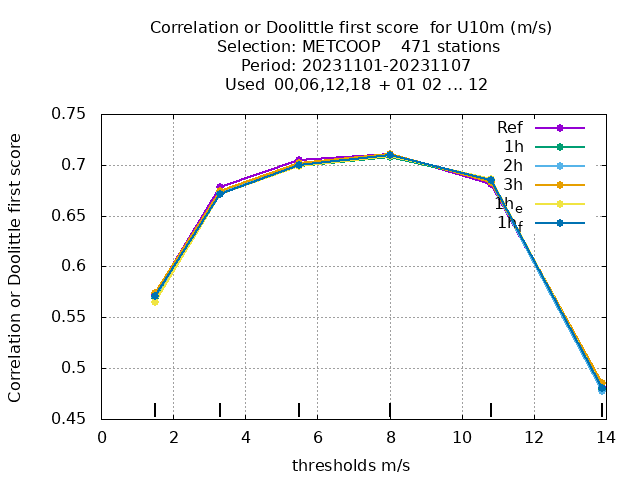 Correlation or Doolittle first score  for U10m (m/s)
Selection: METCOOP    471 stations
Period: 20231101-20231107
Used  00,06,12,18 + 01 02 ... 12
Correlation or Doolittle first score
0.75
0.7
0.65
0.6
0.55
0.5
0.45
Ref
1h
2h
3h
1he
1hf
0 2 4 6 8 10 12 14
thresholds m/s